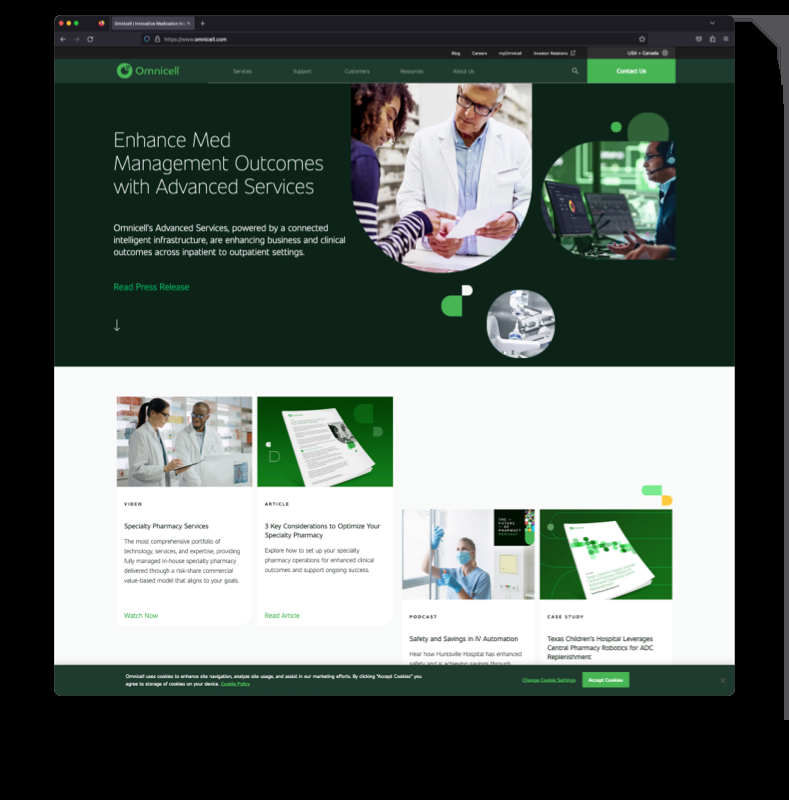 Omnicell | Innovative Medication Ma
https://www.omnicell.com
Blog Careers myOmnicell Investor Relations USA + Canada
Omnicell Services Support Customers Resources About Us Contact Us
Enhance Med
Management Outcomes
with Advanced Services
Omnicell's Advanced Services, powered by a connected
intelligent infrastructure, are enhancing business and clinical
outcomes across inpatient to outpatient settings.
Read Press Release
Omnicell
THE
FUTURE
OF
PHARMACY
PODCAST
VIDEO
Specialty Pharmacy Services
The most comprehensive portfolio of
technology, services, and expertise, providing
fully managed in-house specialty pharmacy
delivered through a risk-share commercial
value-based model that aligns to your goals.
Watch Now
ARTICLE
3 Key Considerations to Optimize Your
Specialty Pharmacy
Explore how to set up your specialty
pharmacy operations for enhanced clinical
outcomes and support ongoing success.
Read Article
PODCAST
Safety and Savings in IV Automation
Hear how Huntsville Hospital has enhanced
safety and is achieving savings through
CASE STUDY
Texas Children's Hospital Leverages
Central Pharmacy Robotics for ADC
Replenishment
Omnicell uses cookies to enhance site navigation, analyze site usage, and assist in our marketing efforts. By clicking "Accept Cookies" you
agree to storage of cookies on your device. Cookie Policy
Change Cookie Settings
Accept Cookies